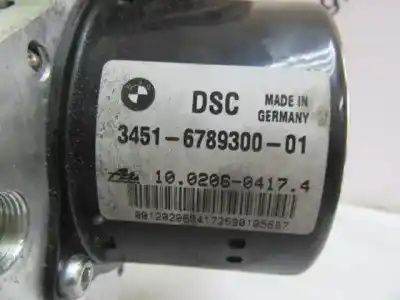 DSC
MADE IN
GERMANY
3451-6789300-01
10.0206-0417.4